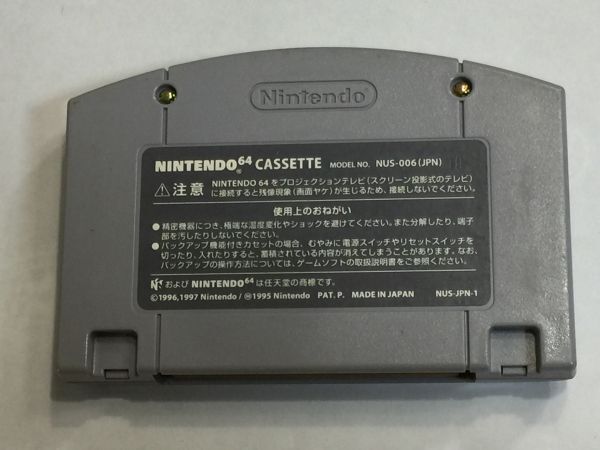 Nintendo
NINTENDO64 CASSETTE MODEL NO. NUS-006(JPN)
⚠注意 NINTENDO 64 をプロジェクションテレビ(スクリーン投影式のテレビ)
に接続すると残像現象(画面ヤケ)が生じるため、接続しないでください。
使用上のおねがい
●精密機器につき、極端な温度変化やショックを避けてください。また分解したり、端子
部を汚したりしないでください。
●バックアップ機能付きカセットの場合、むやみに電源スイッチやリセットスイッチを
切ったり、入れたりすると、蓄積されている内容が消えてしまうことがあります。なお、
バックアップの操作方法については、ゲームソフトの取扱説明書をご参照ください。
および NINTENDO64 は任天堂の商標です。
©1996,1997 Nintendo / Ⓜ1995 Nintendo PAT. P. MADE IN JAPAN NUS-JPN-1